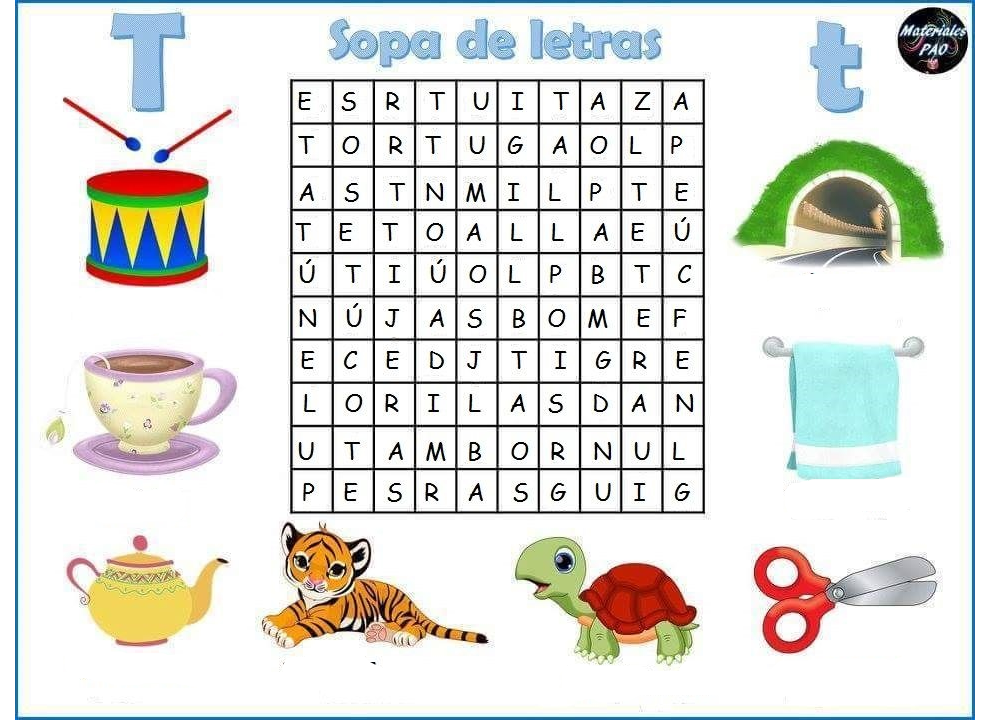 T
Sopa de letras
t
Materiales
PAO
E S R T U I T A Z A
T O R T U G A O L P
A S T N M I L P T E
T E T O A L L A E Ú
Ú T I Ú O L P B T C
N Ú J A S B O M E F
E C E D J T I G R E
L O R I L A S D A N
U T A M B O R N U L
P E S R A S G U I G